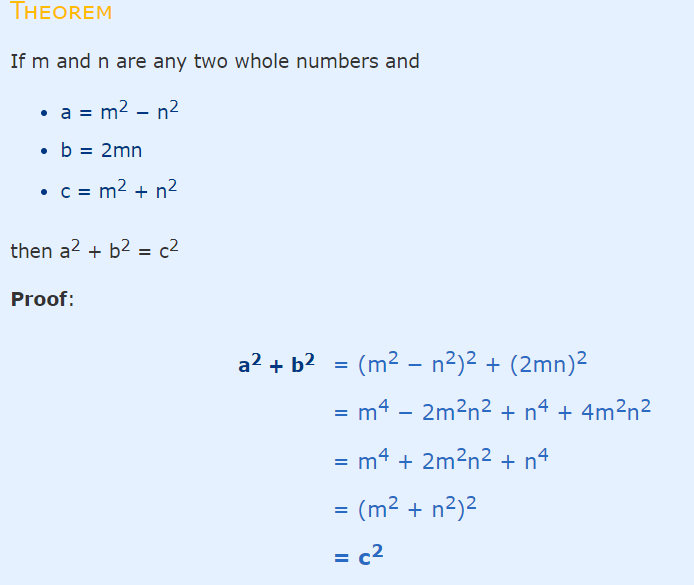 THEOREM
If m and n are any two whole numbers and
• a = m² − n²
• b = 2mn
• c = m² + n²
then a² + b² = c²
Proof:
a² + b² = (m² − n²)² + (2mn)²
= m⁴ − 2m²n² + n⁴ + 4m²n²
= m⁴ + 2m²n² + n⁴
= (m² + n²)²
= c²